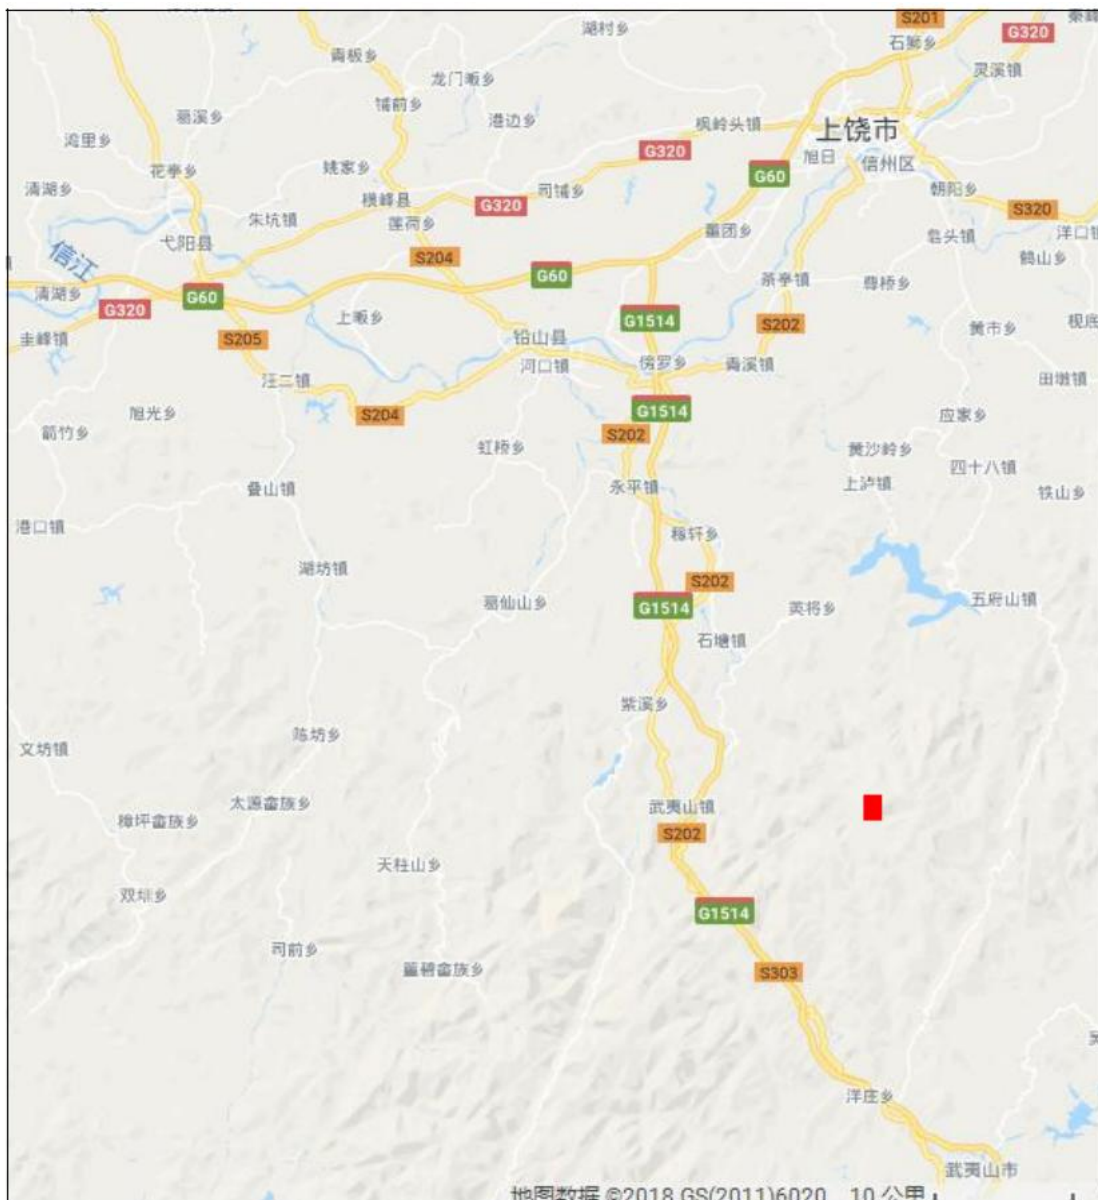 S201
湖村乡
石狮乡
G320
青板乡
龙门畈乡
灵溪镇
葛溪乡
铺前乡
港边乡
枫岭头镇
上饶市
湾里乡
G320
旭日
信州区
花亭乡
姚家乡
司铺乡
G60
清湖乡
横峰县
G320
朝阳乡
朱坑镇
莲荷乡
S320
弋阳县
董团乡
皂头镇
洋口镇
信江
S204
鹤山乡
清湖乡
G60
G60
茶亭镇
尊桥乡
G320
上畈乡
G1514
S202
黄市乡
枧底
圭峰镇
S205
铅山县
河口镇
傍罗乡
青溪镇
汪二镇
田墩镇
旭光乡
S204
G1514
应家乡
箭竹乡
虹桥乡
S202
黄沙岭乡
四十八镇
叠山镇
永平镇
上泸镇
铁山乡
港口镇
稼轩乡
湖坊镇
S202
葛仙山乡
G1514
英将乡
五府山镇
石塘镇
紫溪乡
文坊镇
陈坊乡
太源畲族乡
武夷山镇
樟坪畲族乡
S202
天柱山乡
双圳乡
G1514
司前乡
篁碧畲族乡
S303
洋庄乡
武夷山市
地图数据 ©2018 GS(2011)6020 10 公里